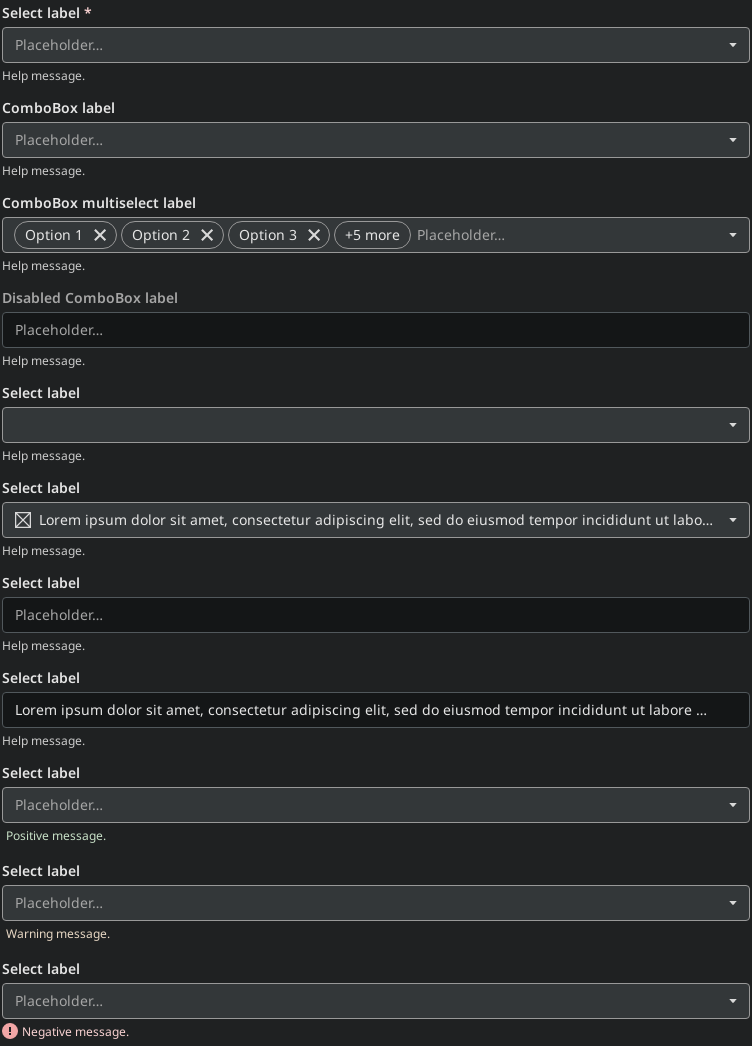 Select label *
Placeholder...
Help message.
ComboBox label
Placeholder...
Help message.
ComboBox multiselect label
Option 1 Option 2 Option 3 +5 more Placeholder...
Help message.
Disabled ComboBox label
Placeholder...
Help message.
Select label
Help message.
Select label
Lorem ipsum dolor sit amet, consectetur adipiscing elit, sed do eiusmod tempor incididunt ut labo...
Help message.
Select label
Placeholder...
Help message.
Select label
Lorem ipsum dolor sit amet, consectetur adipiscing elit, sed do eiusmod tempor incididunt ut labore ...
Help message.
Select label
Placeholder...
Positive message.
Select label
Placeholder...
Warning message.
Select label
Placeholder...
Negative message.